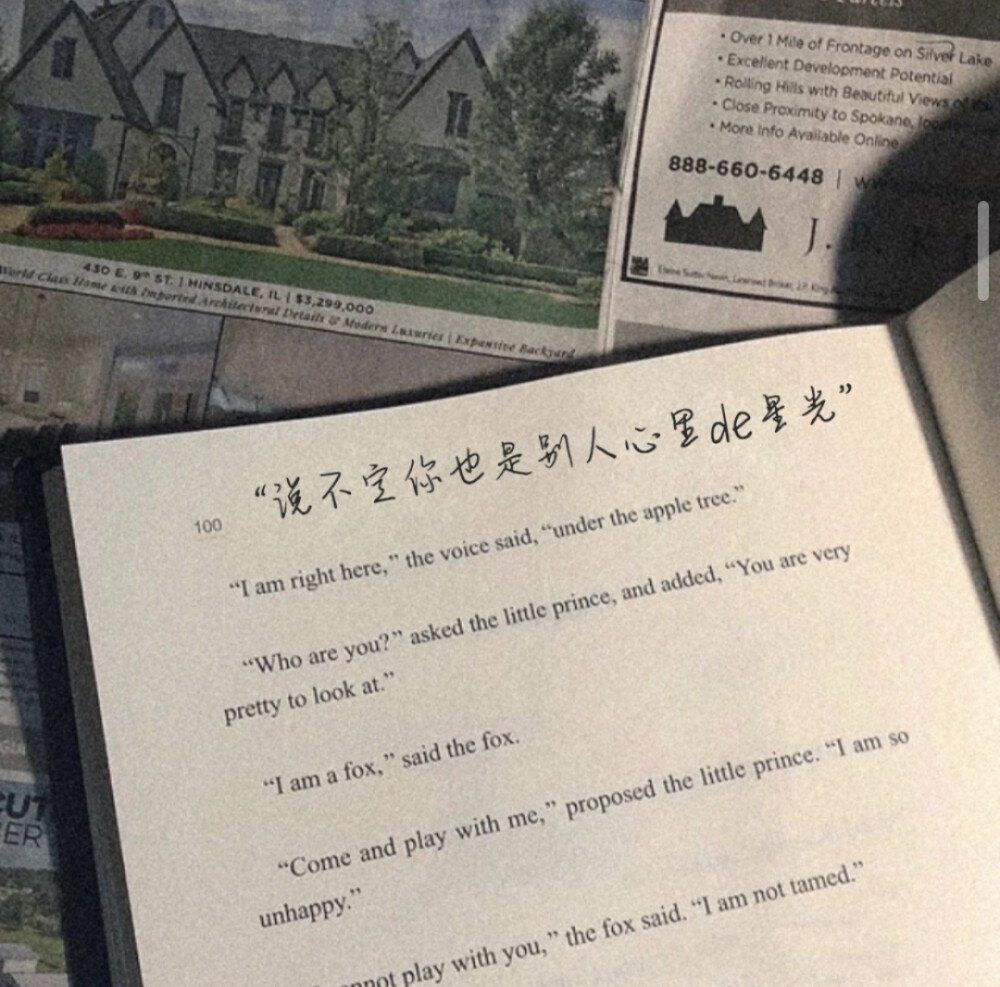 • Over 1 Mile of Frontage on Silver Lake
• Excellent Development Potential
• Rolling Hills with Beautiful Views of
• Close Proximity to Spokane,
• More Info Available Online
888-660-6448 |
J. P. K
430 E. 9th ST. | HINSDALE, IL | $3,299,000
World Class Home with Imported Architectural Details & Modern Luxuries | Expansive Backyard
“说不定你也是别人心里de星光”
100
“I am right here,” the voice said, “under the apple tree.”
“Who are you?” asked the little prince, and added, “You are very
pretty to look at.”
“I am a fox,” said the fox.
“Come and play with me,” proposed the little prince. “I am so
unhappy.”
not play with you,” the fox said. “I am not tamed.”
CUT
ER